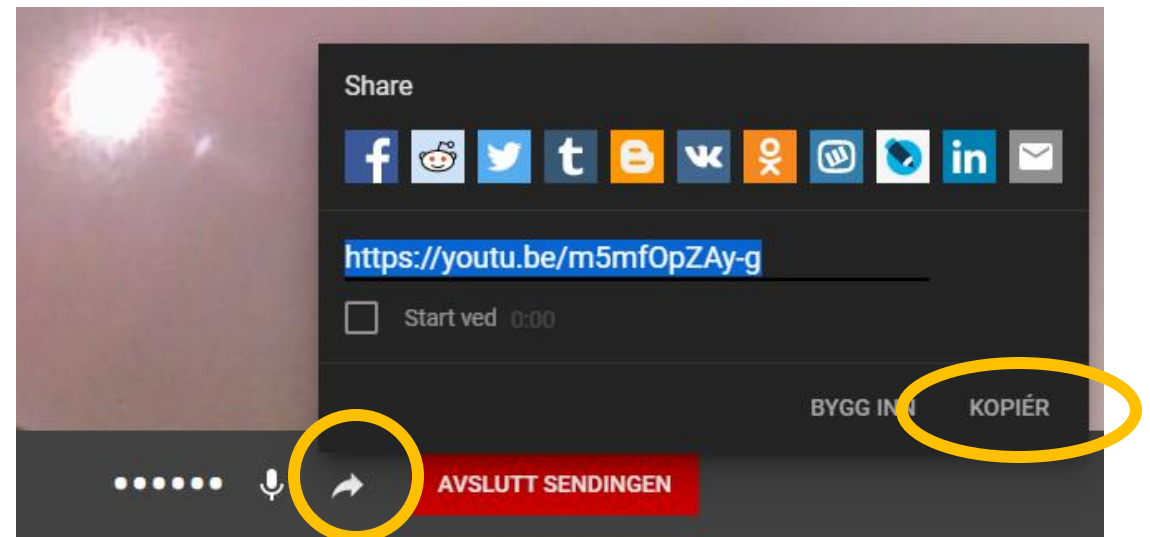 Share
https://youtu.be/m5mfOpZAy-g
Start ved 0:00
BYGG INN KOPIÉR
AVSLUTT SENDINGEN